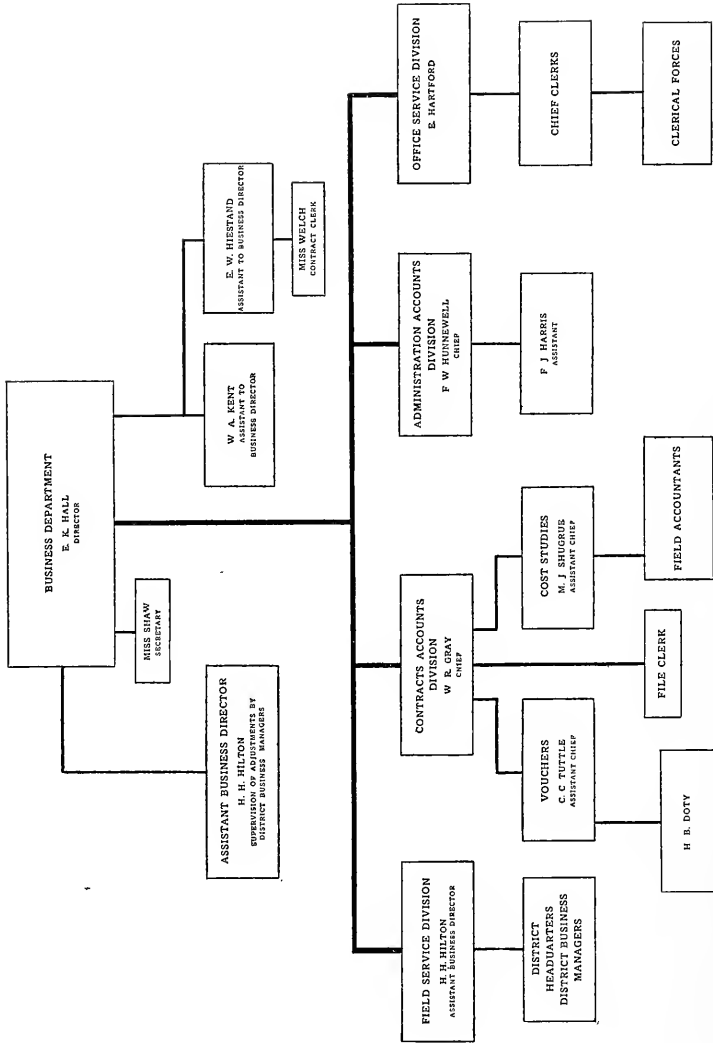 BUSINESS DEPARTMENT
E. K. HALL
DIRECTOR
MISS SHAW
SECRETARY
ASSISTANT BUSINESS DIRECTOR
H. H. HILTON
SUPERVISION OF ADJUSTMENTS BY
DISTRICT BUSINESS MANAGERS
W A. KENT
ASSISTANT TO
BUSINESS DIRECTOR
E. W. HIESTAND
ASSISTANT TO BUSINESS DIRECTOR
MISS WELCH
CONTRACT CLERK
FIELD SERVICE DIVISION
H. H. HILTON
ASSISTANT BUSINESS DIRECTOR
DISTRICT
HEADUARTERS
DISTRICT BUSINESS
MANAGERS
CONTRACTS ACCOUNTS
DIVISION
W R. GRAY
CHIEF
VOUCHERS
C. C TUTTLE
ASSISTANT CHIEF
H B. DOTY
FILE CLERK
COST STUDIES
M. J SHUGRUE
ASSISTANT CHIEF
FIELD ACCOUNTANTS
ADMINISTRATION ACCOUNTS
DIVISION
F W HUNNEWELL
CHIEF
F J HARRIS
ASSISTANT
OFFICE SERVICE DIVISION
E. HARTFORD
CHIEF CLERKS
CLERICAL FORCES